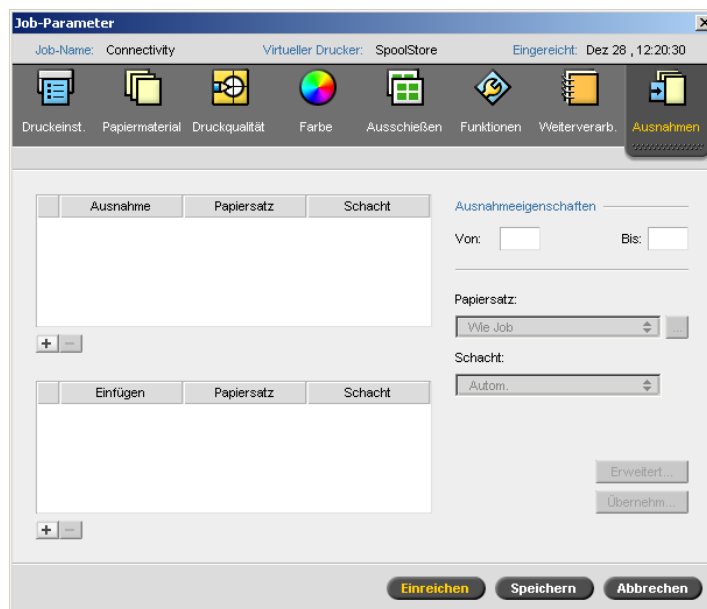 Job-Parameter
Job-Name: Connectivity Virtueller Drucker: SpoolStore Eingereicht: Dez 28 , 12:20:30
Druckeinst. Papiermaterial Druckqualität Farbe Ausschießen Funktionen Weiterverarb. Ausnahmen
Ausnahme Papiersatz Schacht
Ausnahmeeigenschaften
Von: Bis:
Papiersatz:
Wie Job ...
Schacht:
Autom.
Einfügen Papiersatz Schacht
Erweitert...
Übernehm...
Einreichen Speichern Abbrechen